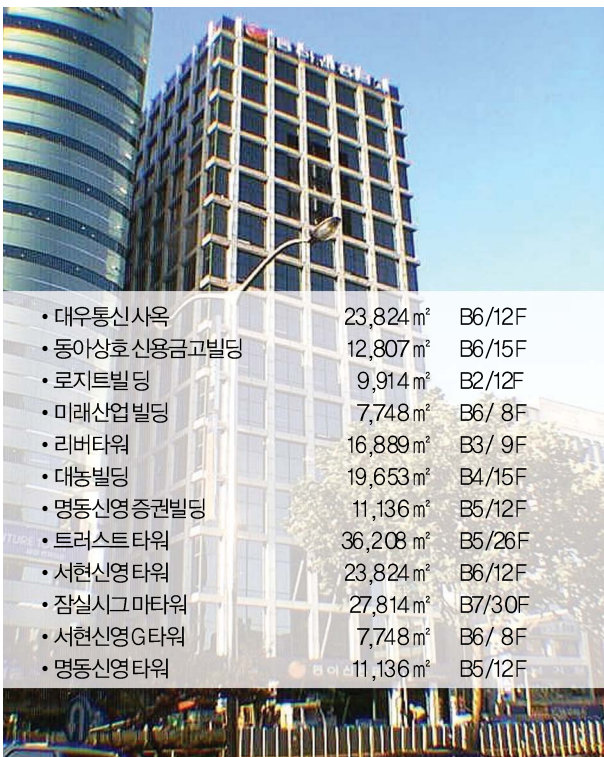 • 대우통신사옥 23,824㎡ B6/12F
• 동아상호신용금고빌딩 12,807㎡ B6/15F
• 로지트빌딩 9,914㎡ B2/12F
• 미래산업빌딩 7,748㎡ B6/ 8F
• 리버타워 16,889㎡ B3/ 9F
• 대농빌딩 19,653㎡ B4/15F
• 명동신영증권빌딩 11,136㎡ B5/12F
• 트러스트타워 36,208㎡ B5/26F
• 서현신영타워 23,824㎡ B6/12F
• 잠실시그마타워 27,814㎡ B7/30F
• 서현신영G타워 7,748㎡ B6/ 8F
• 명동신영타워 11,136㎡ B5/12F